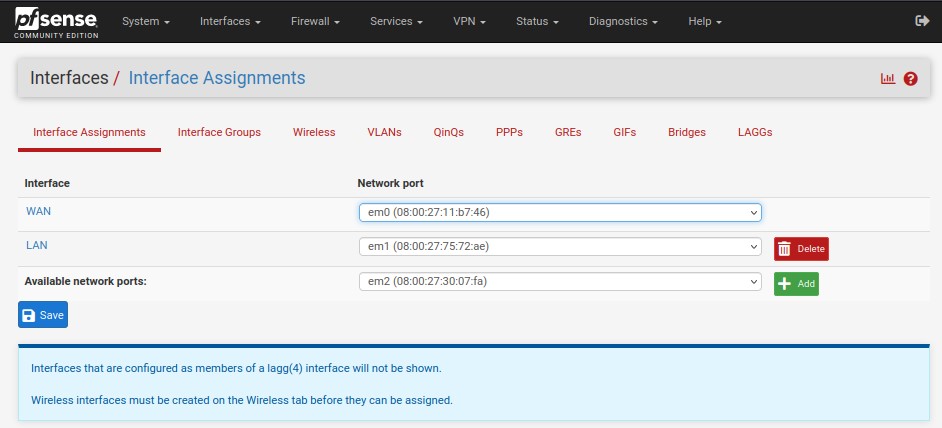 pfsense
COMMUNITY EDITION
System Interfaces Firewall Services VPN Status Diagnostics Help
Interfaces / Interface Assignments
Interface Assignments Interface Groups Wireless VLANs QinQs PPPs GREs GIFs Bridges LAGGs
Interface Network port
WAN em0 (08:00:27:11:b7:46)
LAN em1 (08:00:27:75:72:ae) Delete
Available network ports: em2 (08:00:27:30:07:fa) Add
Save
Interfaces that are configured as members of a lagg(4) interface will not be shown.
Wireless interfaces must be created on the Wireless tab before they can be assigned.